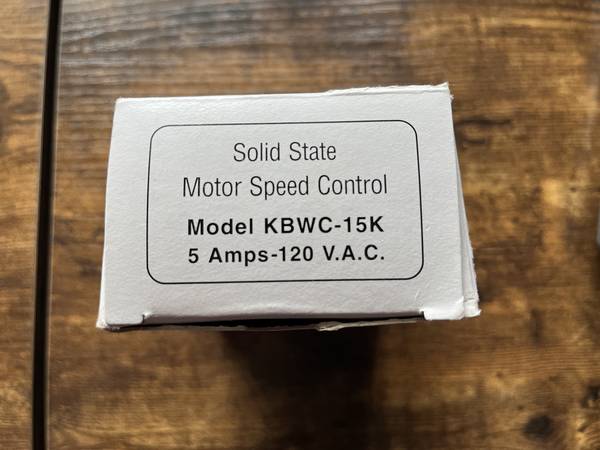 Solid State
Motor Speed Control
Model KBWC-15K
5 Amps-120 V.A.C.